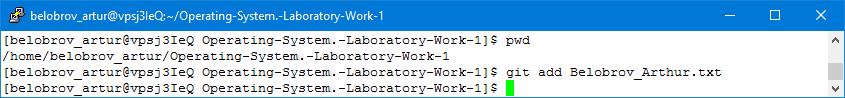 belobrov_artur@vpsj3IeQ:~/Operating-System.-Laboratory-Work-1
[belobrov_artur@vpsj3IeQ Operating-System.-Laboratory-Work-1]$ pwd
/home/belobrov_artur/Operating-System.-Laboratory-Work-1
[belobrov_artur@vpsj3IeQ Operating-System.-Laboratory-Work-1]$ git add Belobrov_Arthur.txt
[belobrov_artur@vpsj3IeQ Operating-System.-Laboratory-Work-1]$